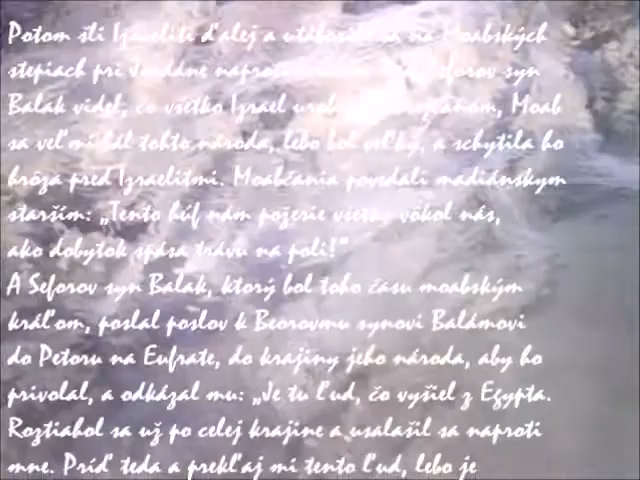 Potom šli Izraeliti ďalej a utáborili sa na Moabských
stepiach pri Jordáne naproti syn
Balak videl, čo všetko Izrael urobil Moab
sa veľmi bál tohto národa, lebo bol veľký, a schytila ho
hrôza pred Izraelitmi. Moabčania povedali madiánskym
starším: „Tento húf nám požerie všetko vôkol nás,
ako dobytok spása trávu na poli!"
A Seforov syn Balak, ktorý bol toho času moabským
kráľom, poslal poslov k Beorovmu synovi Balámovi
do Petoru na Eufrate, do krajiny jeho národa, aby ho
privolal, a odkázal mu: „Je tu ľud, čo vyšiel z Egypta.
Roztiahol sa už po celej krajine a usalašil sa naproti
mne. Príď teda a prekľaj mi tento ľud, lebo je